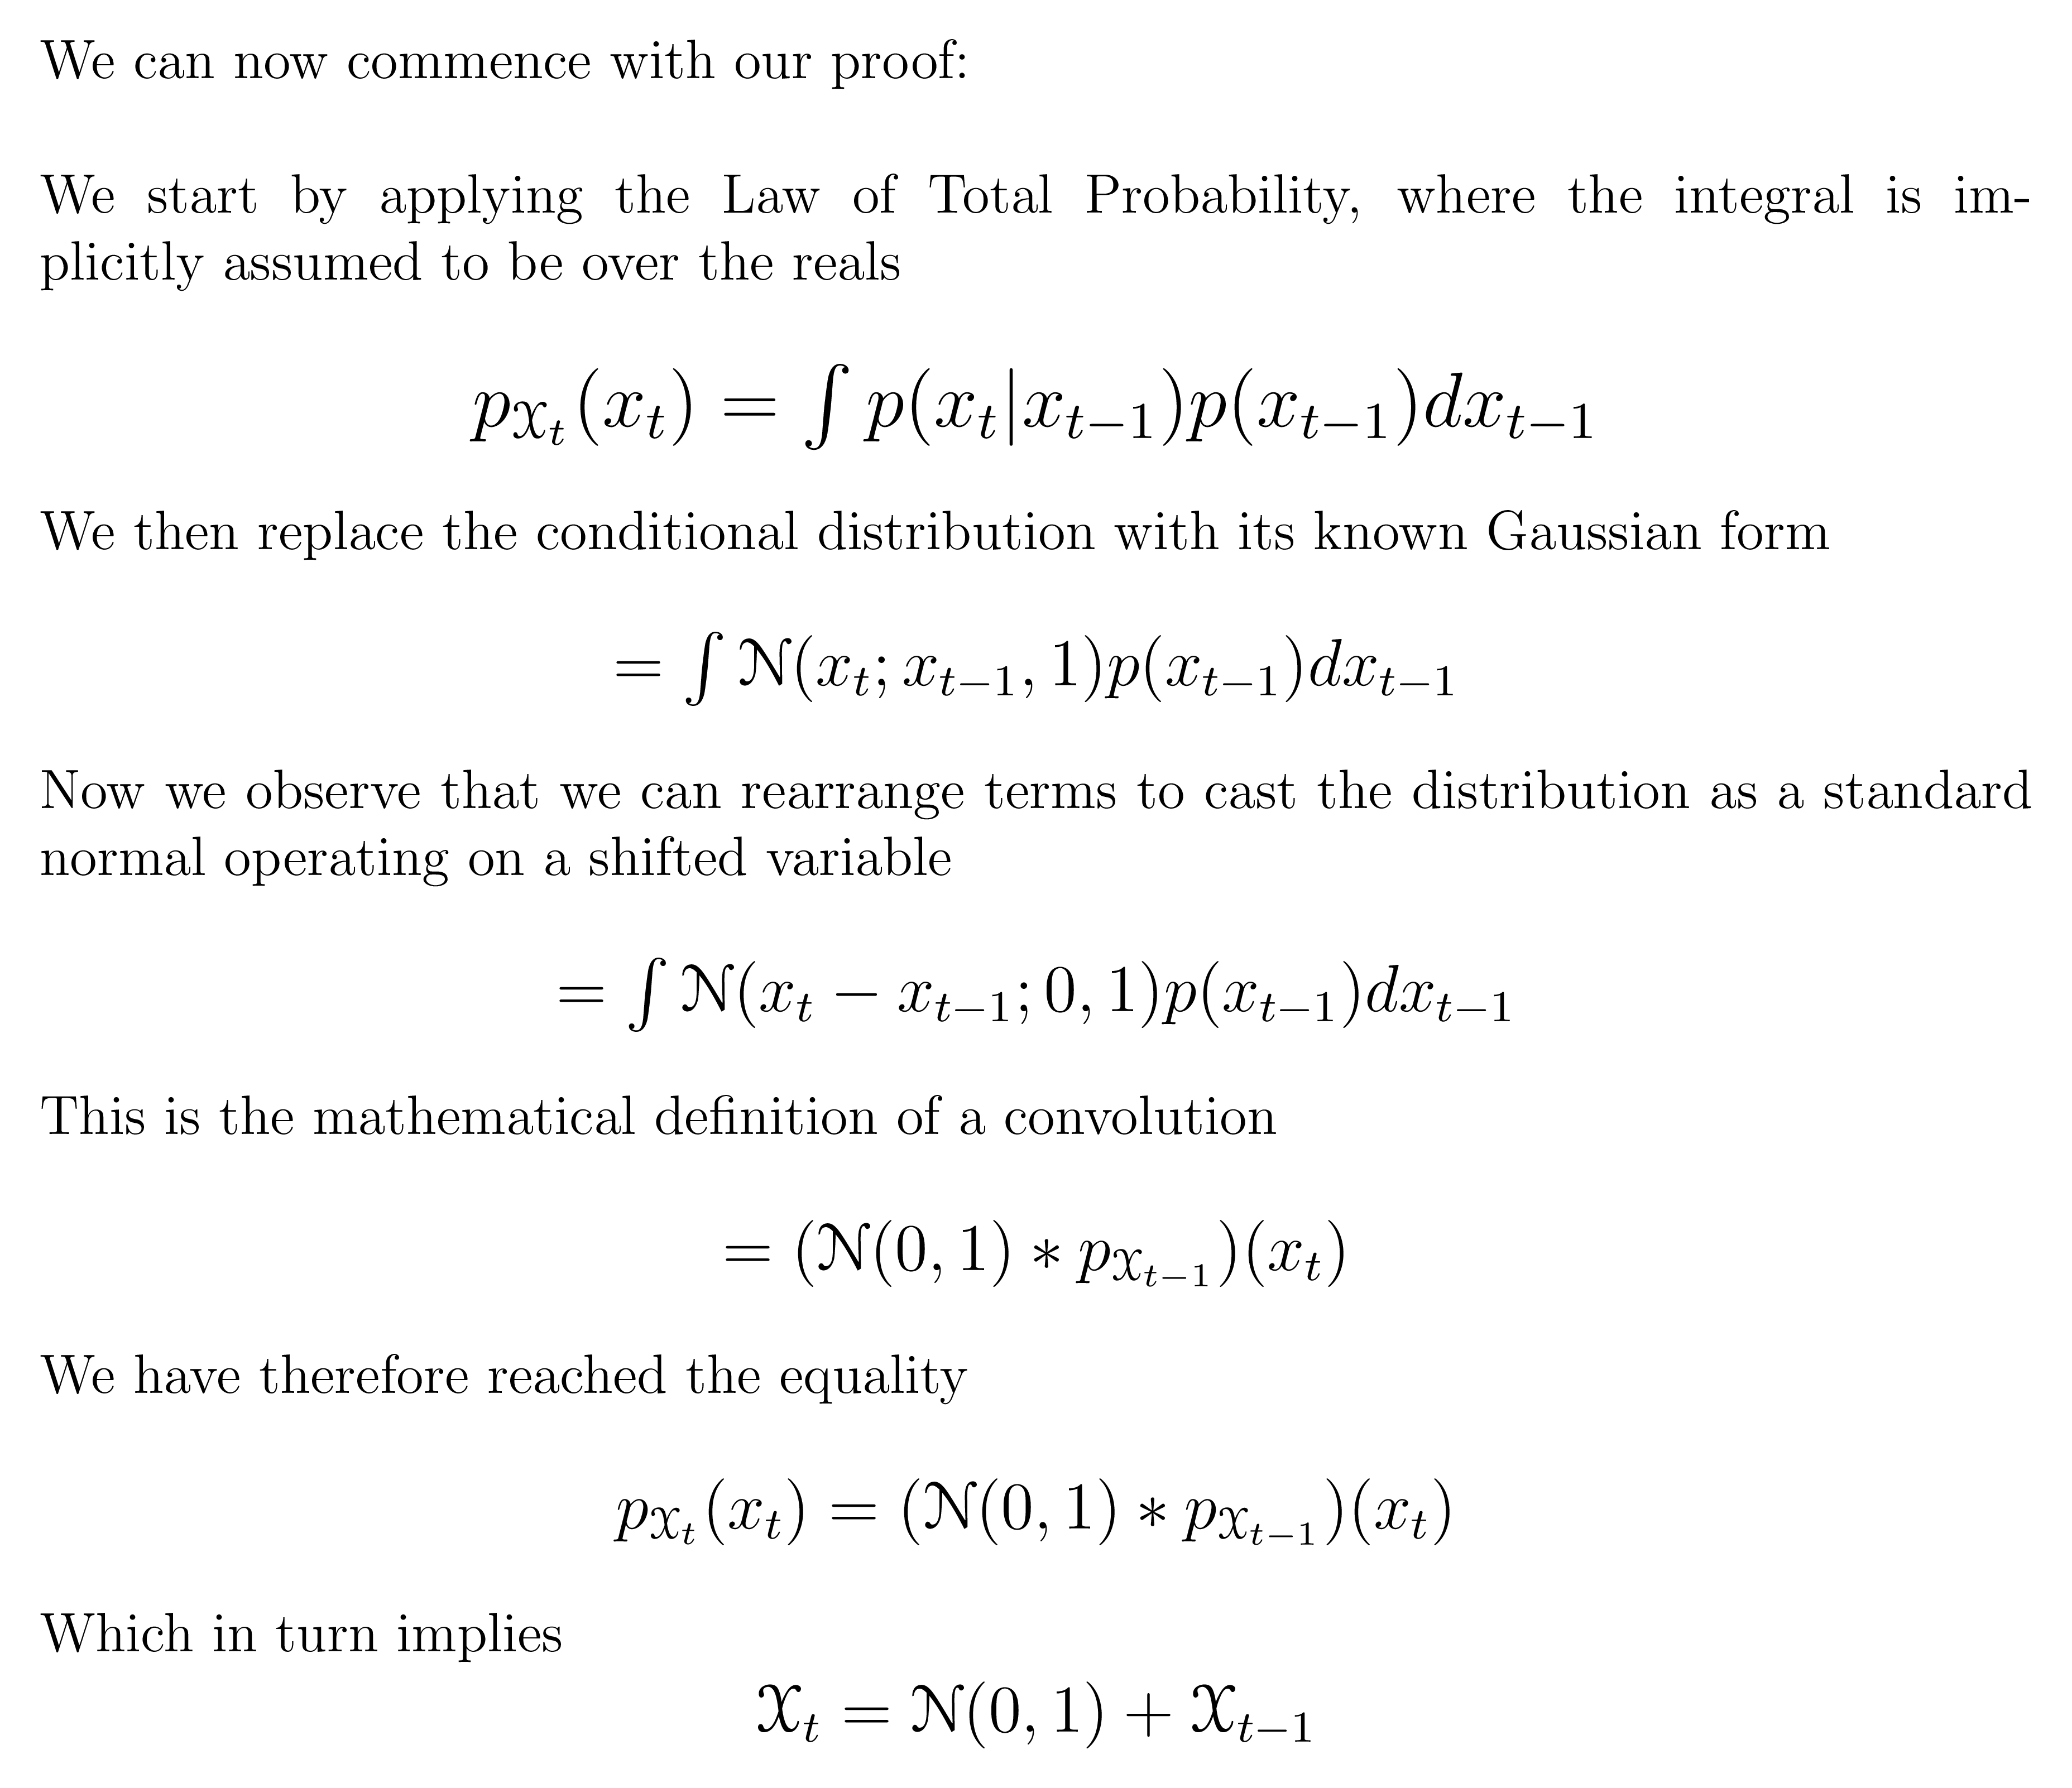 We can now commence with our proof:
We start by applying the Law of Total Probability, where the integral is im-
plicitly assumed to be over the reals
$p_{\mathcal{X}_t}(x_t) = \int p(x_t|x_{t-1})p(x_{t-1})dx_{t-1}$
We then replace the conditional distribution with its known Gaussian form
$= \int \mathcal{N}(x_t; x_{t-1}, 1)p(x_{t-1})dx_{t-1}$
Now we observe that we can rearrange terms to cast the distribution as a standard
normal operating on a shifted variable
$= \int \mathcal{N}(x_t - x_{t-1}; 0, 1)p(x_{t-1})dx_{t-1}$
This is the mathematical definition of a convolution
$= (\mathcal{N}(0, 1) * p_{\mathcal{X}_{t-1}})(x_t)$
We have therefore reached the equality
$p_{\mathcal{X}_t}(x_t) = (\mathcal{N}(0, 1) * p_{\mathcal{X}_{t-1}})(x_t)$
Which in turn implies
$\mathcal{X}_t = \mathcal{N}(0, 1) + \mathcal{X}_{t-1}$